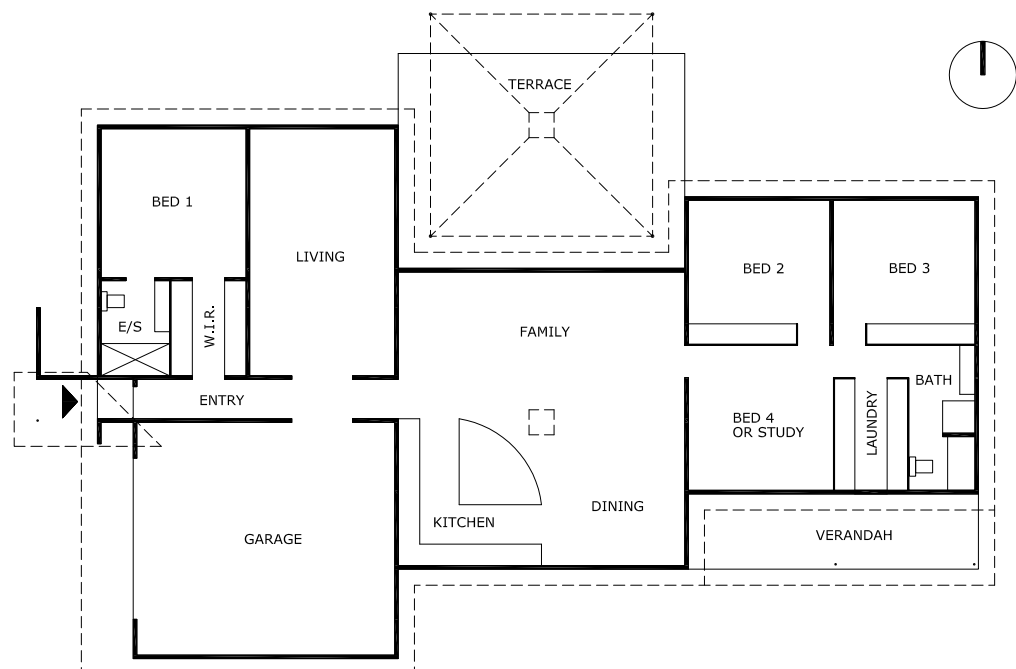 TERRACE
BED 1
LIVING
BED 2
BED 3
E/S
W.I.R.
FAMILY
ENTRY
BED 4
OR STUDY
LAUNDRY
BATH
KITCHEN
DINING
GARAGE
VERANDAH